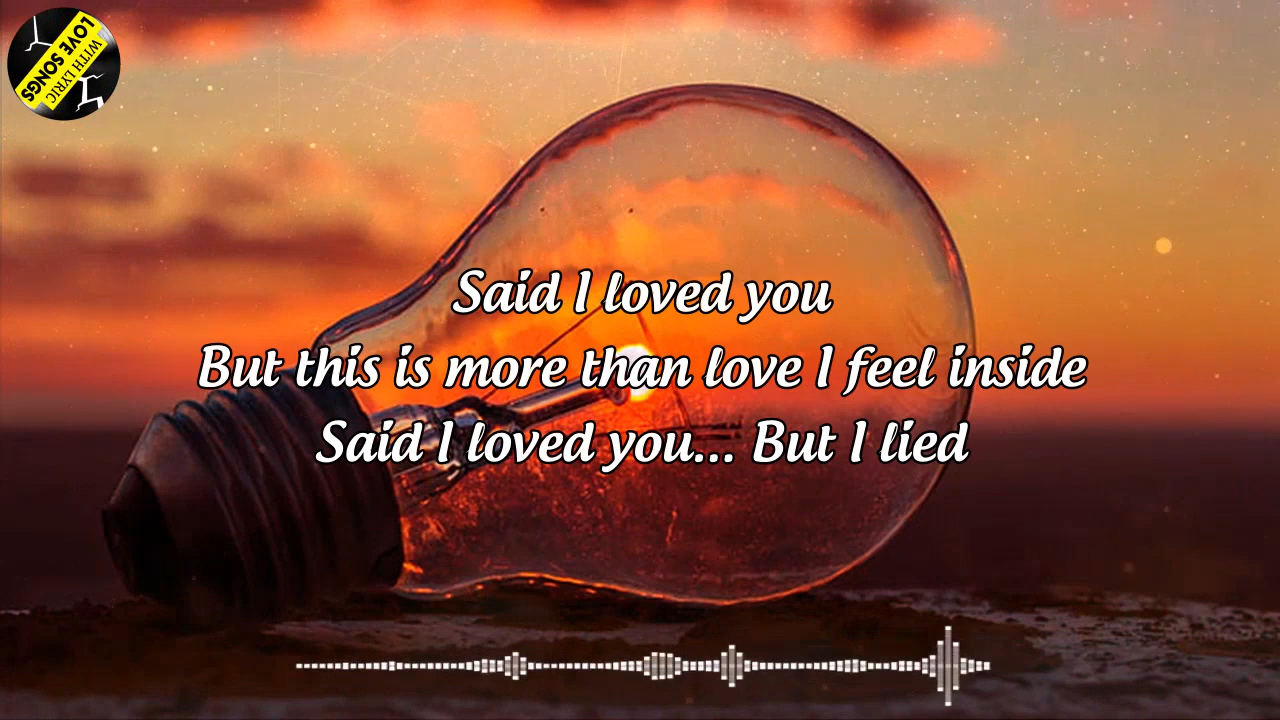 LOVE SONGS
WITH LYRIC
Said I loved you
But this is more than love I feel inside
Said I loved you... But I lied